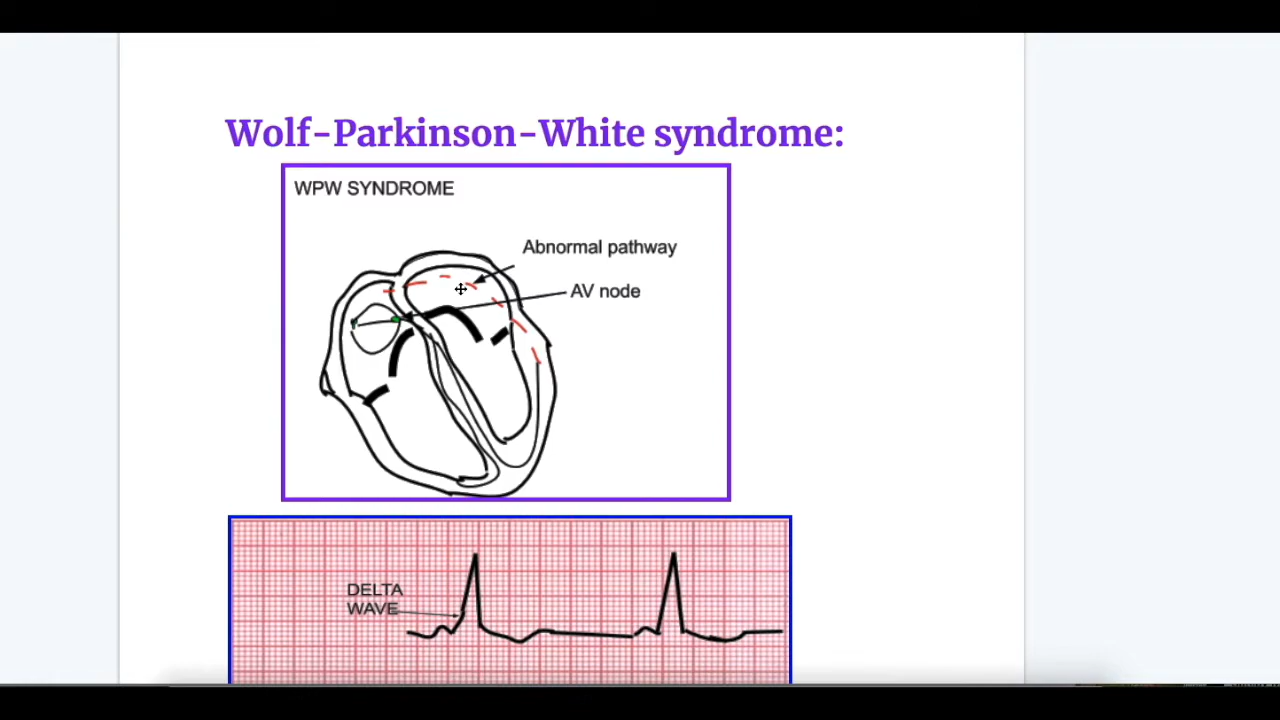 Wolf-Parkinson-White syndrome:
WPW SYNDROME
Abnormal pathway
AV node
DELTA
WAVE